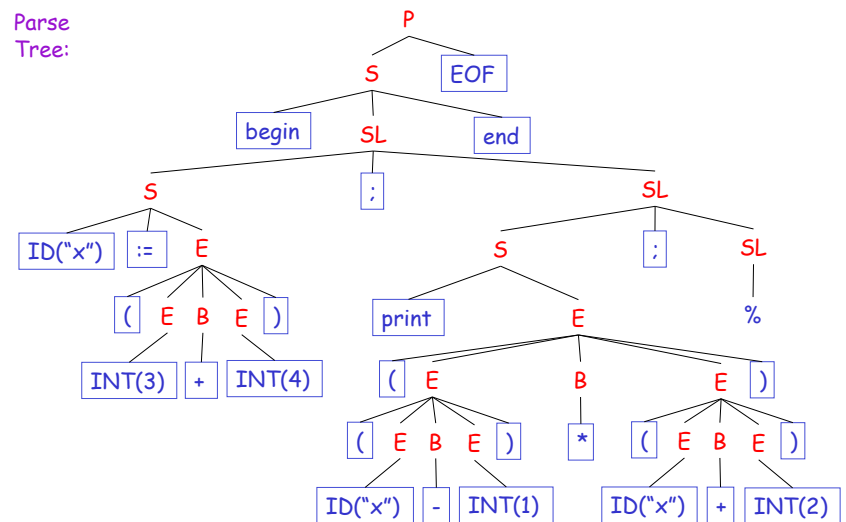 Parse
Tree:
P
S EOF
begin SL end
S ; SL
ID("x") := E S ; SL
( E B E ) print E %
INT(3) + INT(4) ( E B E )
( E B E ) * ( E B E )
ID("x") - INT(1) ID("x") + INT(2)